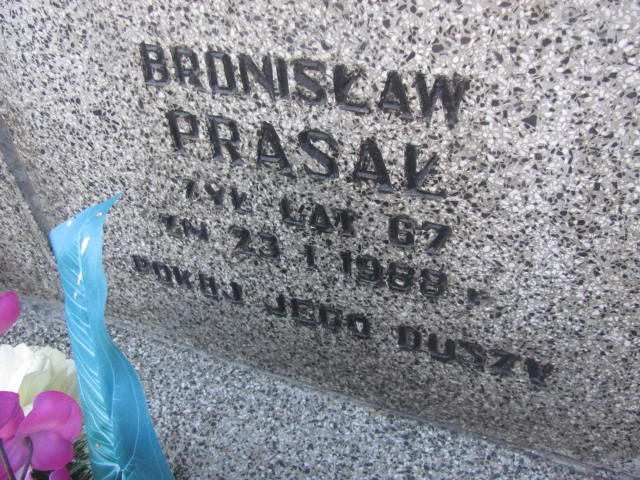 BRONISŁAW
PRASAŁ
ŻYŁ LAT 67
ZM 23 I 1988 R
POKÓJ JEGO DUSZY